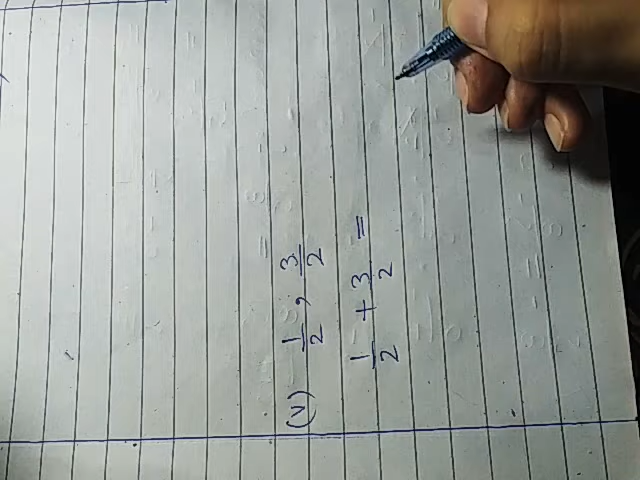 (v) 1/2 , 3/2
1/2 + 3/2 =